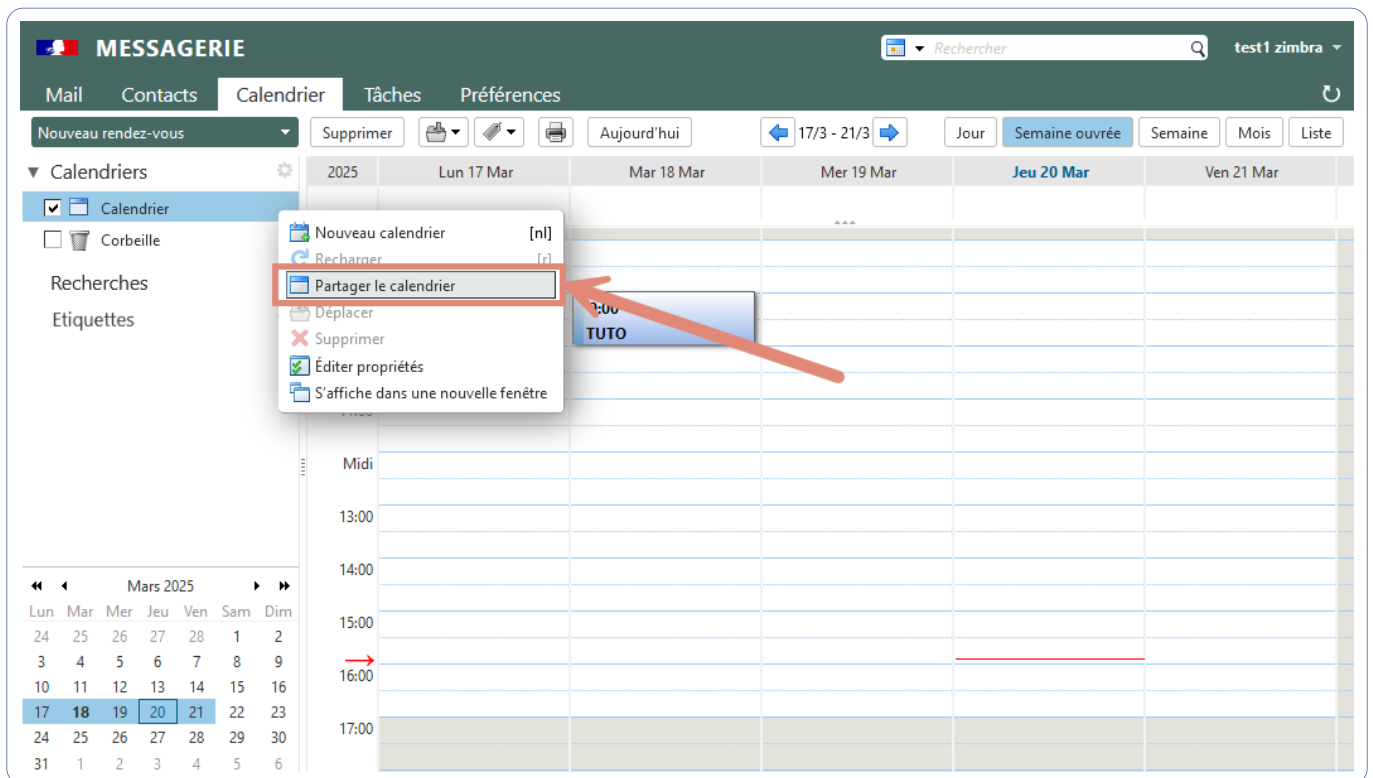 MESSAGERIE
Rechercher
test1 zimbra
Mail Contacts Calendrier Tâches Préférences
Nouveau rendez-vous Supprimer Aujourd'hui 17/3 - 21/3 Jour Semaine ouvrée Semaine Mois Liste
Calendriers
2025 Lun 17 Mar Mar 18 Mar Mer 19 Mar Jeu 20 Mar Ven 21 Mar
Calendrier
Corbeille
Recherches
Etiquettes
Nouveau calendrier [nl]
Recharger [r]
Partager le calendrier
Déplacer
Supprimer
Éditer propriétés
S'affiche dans une nouvelle fenêtre
TUTO
Midi
13:00
14:00
15:00
16:00
17:00
Mars 2025
Lun Mar Mer Jeu Ven Sam Dim
24 25 26 27 28 1 2
3 4 5 6 7 8 9
10 11 12 13 14 15 16
17 18 19 20 21 22 23
24 25 26 27 28 29 30
31 1 2 3 4 5 6